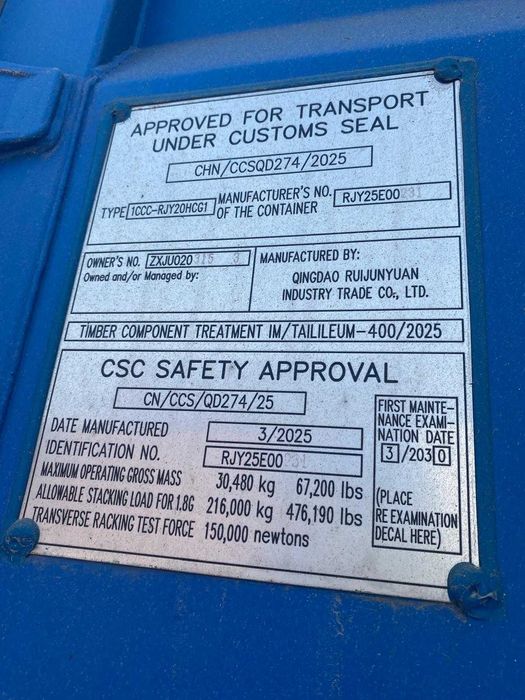 APPROVED FOR TRANSPORT
UNDER CUSTOMS SEAL
CHN/CCSQD274/2025
TYPE 1CCC-RJY20HCG1
MANUFACTURER'S NO.
OF THE CONTAINER
RJY25E00231
OWNER'S NO. ZXJU020315 3
Owned and/or Managed by:
MANUFACTURED BY:
QINGDAO RUIJUNYUAN
INDUSTRY TRADE CO., LTD.
TIMBER COMPONENT TREATMENT IM/TAILILEUM-400/2025
CSC SAFETY APPROVAL
CN/CCS/QD274/25
DATE MANUFACTURED 3/2025
IDENTIFICATION NO. RJY25E00231
MAXIMUM OPERATING GROSS MASS 30,480 kg 67,200 lbs
ALLOWABLE STACKING LOAD FOR 1.8G 216,000 kg 476,190 lbs
TRANSVERSE RACKING TEST FORCE 150,000 newtons
FIRST MAINTE-
NANCE EXAMI-
NATION DATE
3/2030
(PLACE
RE EXAMINATION
DECAL HERE)